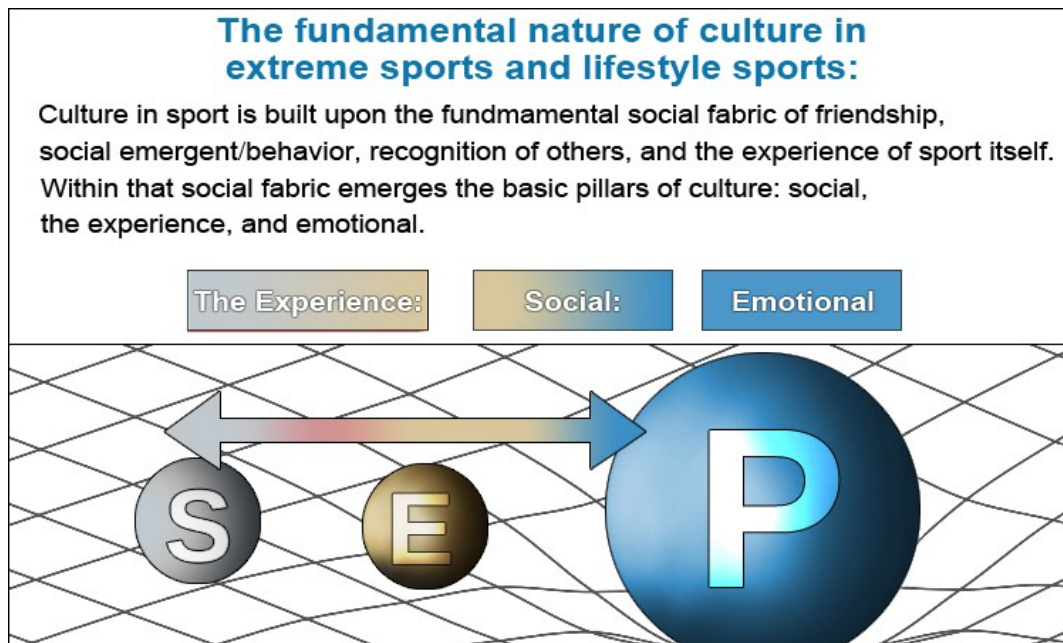 The fundamental nature of culture in
extreme sports and lifestyle sports:
Culture in sport is built upon the fundmamental social fabric of friendship,
social emergent/behavior, recognition of others, and the experience of sport itself.
Within that social fabric emerges the basic pillars of culture: social,
the experience, and emotional.
The Experience: Social: Emotional
S E P